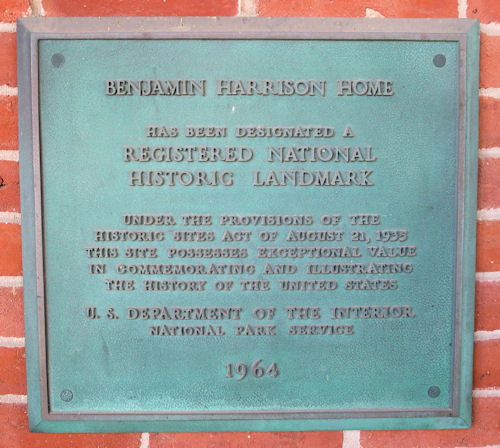 BENJAMIN HARRISON HOME
HAS BEEN DESIGNATED A
REGISTERED NATIONAL
HISTORIC LANDMARK
UNDER THE PROVISIONS OF THE
HISTORIC SITES ACT OF AUGUST 21, 1935
THIS SITE POSSESSES EXCEPTIONAL VALUE
IN COMMEMORATING AND ILLUSTRATING
THE HISTORY OF THE UNITED STATES
U. S. DEPARTMENT OF THE INTERIOR
NATIONAL PARK SERVICE
1964